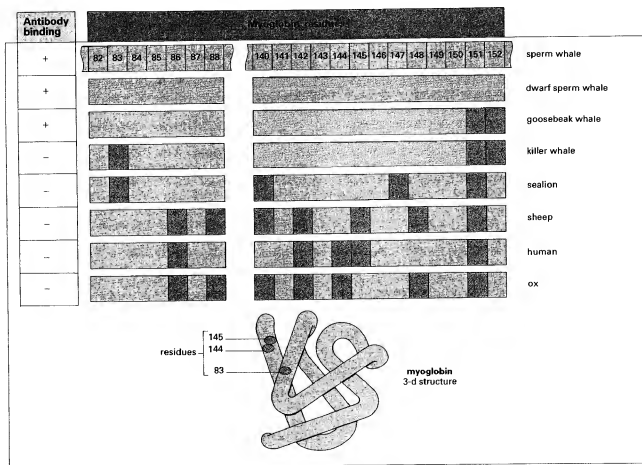 Antibody binding
Myoglobin residues
82 83 84 85 86 87 88 140 141 142 143 144 145 146 147 148 149 150 151 152
+ sperm whale
+ dwarf sperm whale
+ goosebeak whale
– killer whale
– sealion
– sheep
– human
– ox
145
residues 144
83
myoglobin
3-d structure